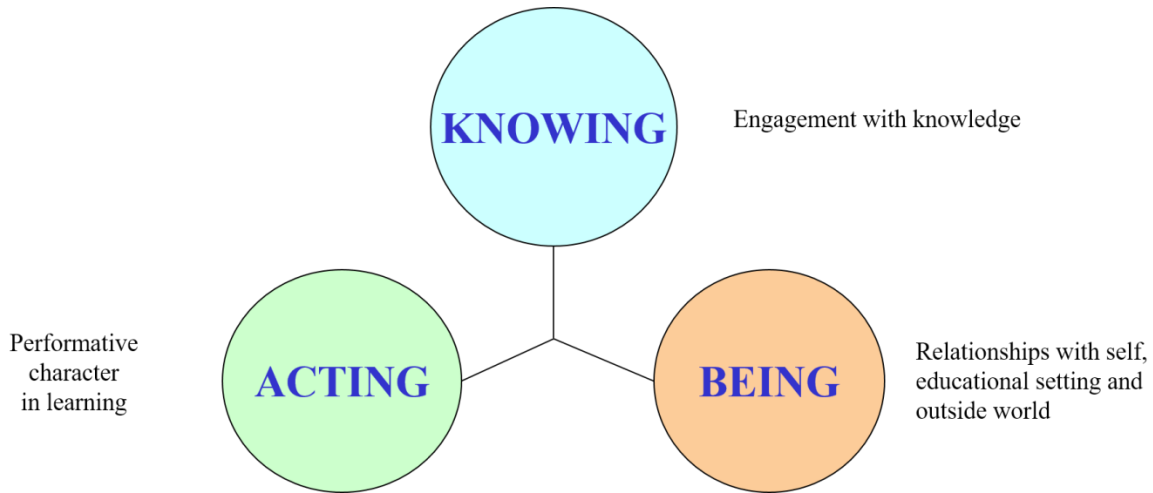 KNOWING
Engagement with knowledge
Performative
character
in learning
ACTING
BEING
Relationships with self,
educational setting and
outside world